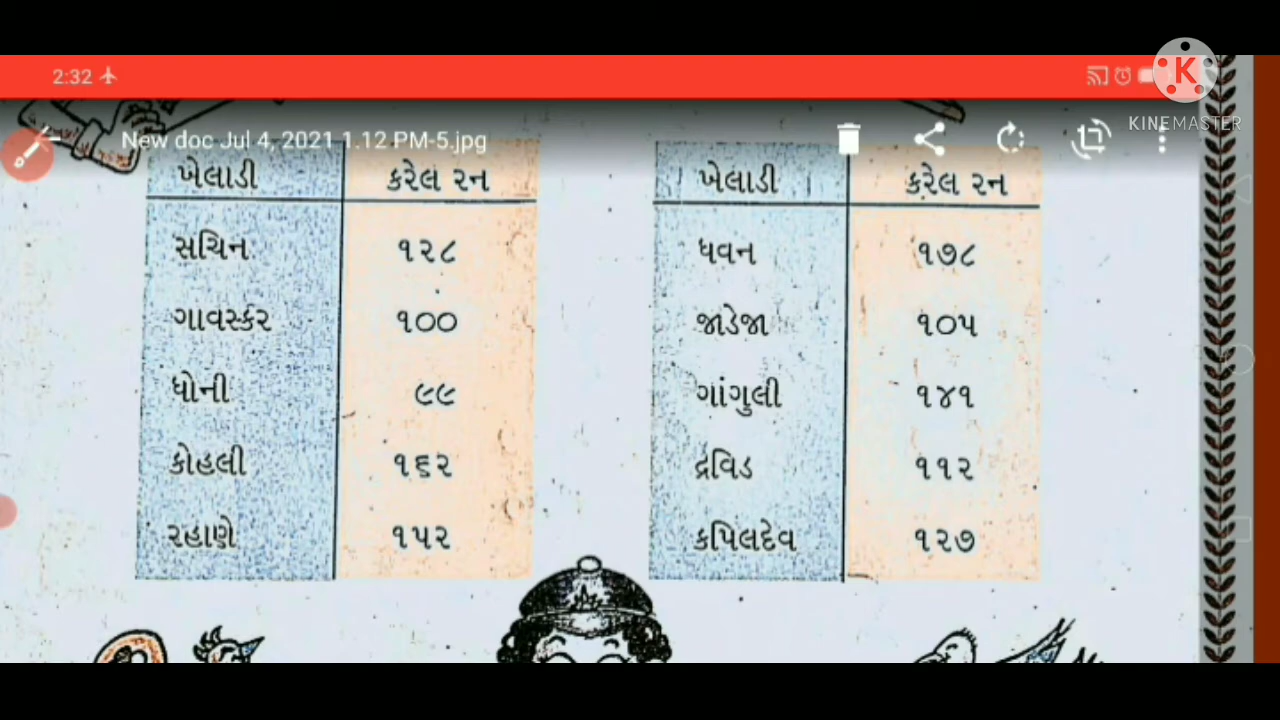 2:32
KINEMASTER
New doc Jul 4, 2021 1.12 PM-5.jpg
ખેલાડી કરેલ રન
સચિન ૧૨૮
ગાવસ્કર ૧૦૦
ધોની ૯૯
કોહલી ૧૬૨
રહાણે ૧૫૨
ખેલાડી કરેલ રન
ધવન ૧૭૮
જાડેજા ૧૦૫
ગાંગુલી ૧૪૧
દ્રવિડ ૧૧૨
કપિલદેવ ૧૨૭